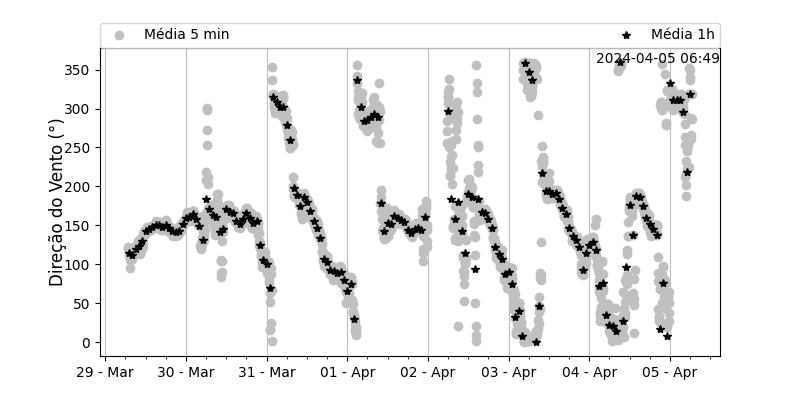 Média 5 min
Média 1h
2024-04-05 06:49
Direção do Vento (°)
350
300
250
200
150
100
50
0
29 - Mar
30 - Mar
31 - Mar
01 - Apr
02 - Apr
03 - Apr
04 - Apr
05 - Apr